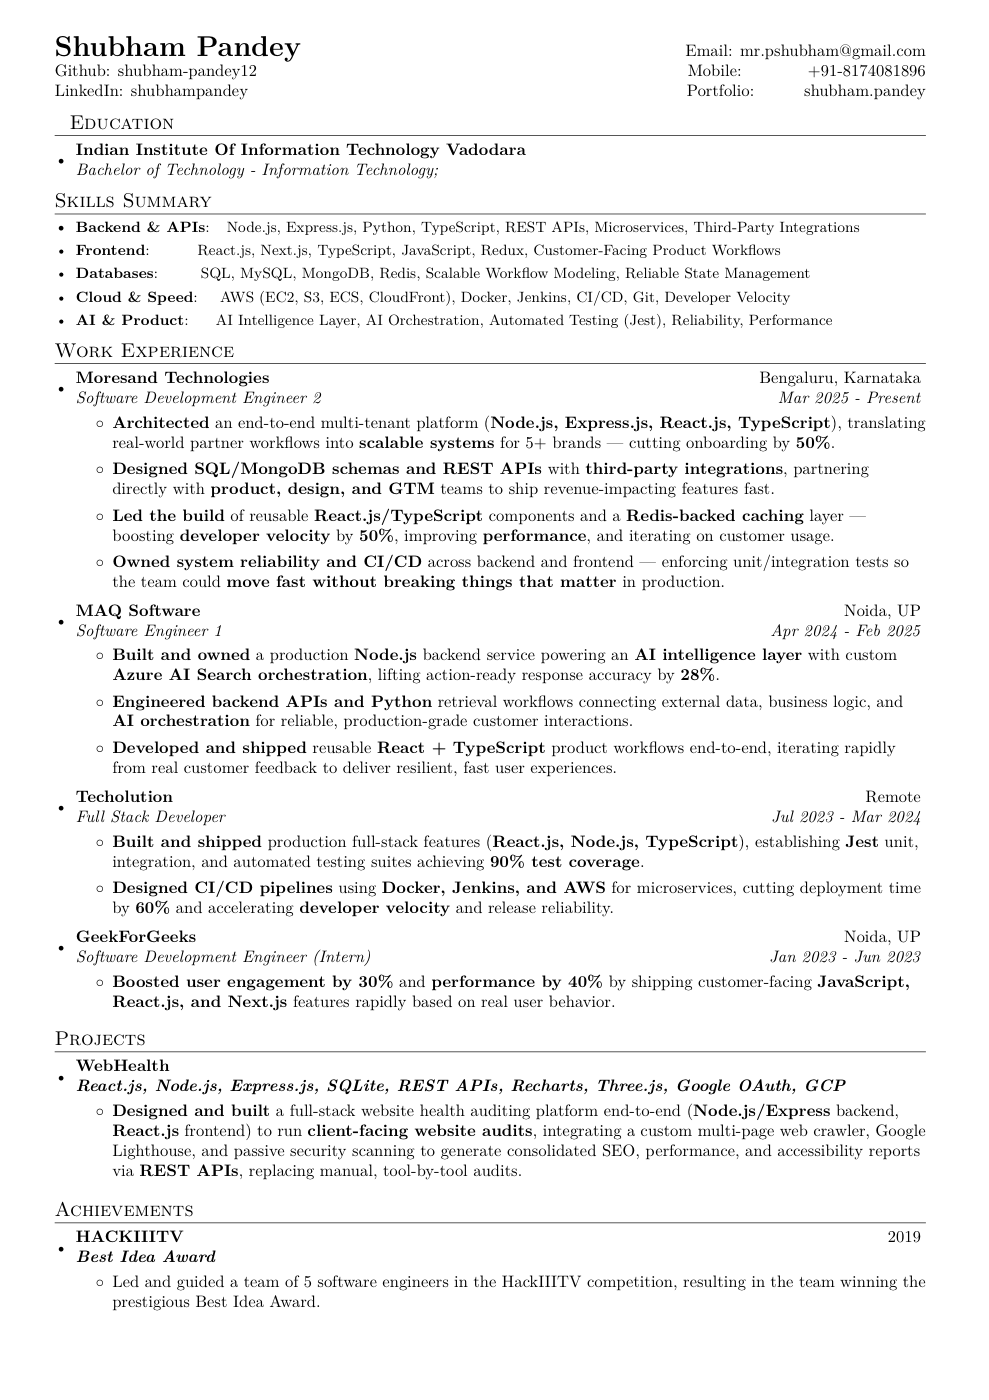 Shubham Pandey
Github: shubham-pandey12
LinkedIn: shubhampandey
Email: mr.pshubham@gmail.com
Mobile: +91-8174081896
Portfolio: shubham.pandey
Education
• Indian Institute Of Information Technology Vadodara
Bachelor of Technology - Information Technology;
Skills Summary
• Backend & APIs: Node.js, Express.js, Python, TypeScript, REST APIs, Microservices, Third-Party Integrations
• Frontend: React.js, Next.js, TypeScript, JavaScript, Redux, Customer-Facing Product Workflows
• Databases: SQL, MySQL, MongoDB, Redis, Scalable Workflow Modeling, Reliable State Management
• Cloud & Speed: AWS (EC2, S3, ECS, CloudFront), Docker, Jenkins, CI/CD, Git, Developer Velocity
• AI & Product: AI Intelligence Layer, AI Orchestration, Automated Testing (Jest), Reliability, Performance
Work Experience
• Moresand Technologies Bengaluru, Karnataka
Software Development Engineer 2 Mar 2025 - Present
◦ Architected an end-to-end multi-tenant platform (Node.js, Express.js, React.js, TypeScript), translating
real-world partner workflows into scalable systems for 5+ brands — cutting onboarding by 50%.
◦ Designed SQL/MongoDB schemas and REST APIs with third-party integrations, partnering
directly with product, design, and GTM teams to ship revenue-impacting features fast.
◦ Led the build of reusable React.js/TypeScript components and a Redis-backed caching layer —
boosting developer velocity by 50%, improving performance, and iterating on customer usage.
◦ Owned system reliability and CI/CD across backend and frontend — enforcing unit/integration tests so
the team could move fast without breaking things that matter in production.
• MAQ Software Noida, UP
Software Engineer 1 Apr 2024 - Feb 2025
◦ Built and owned a production Node.js backend service powering an AI intelligence layer with custom
Azure AI Search orchestration, lifting action-ready response accuracy by 28%.
◦ Engineered backend APIs and Python retrieval workflows connecting external data, business logic, and
AI orchestration for reliable, production-grade customer interactions.
◦ Developed and shipped reusable React + TypeScript product workflows end-to-end, iterating rapidly
from real customer feedback to deliver resilient, fast user experiences.
• Techolution Remote
Full Stack Developer Jul 2023 - Mar 2024
◦ Built and shipped production full-stack features (React.js, Node.js, TypeScript), establishing Jest unit,
integration, and automated testing suites achieving 90% test coverage.
◦ Designed CI/CD pipelines using Docker, Jenkins, and AWS for microservices, cutting deployment time
by 60% and accelerating developer velocity and release reliability.
• GeekForGeeks Noida, UP
Software Development Engineer (Intern) Jan 2023 - Jun 2023
◦ Boosted user engagement by 30% and performance by 40% by shipping customer-facing JavaScript,
React.js, and Next.js features rapidly based on real user behavior.
Projects
• WebHealth
React.js, Node.js, Express.js, SQLite, REST APIs, Recharts, Three.js, Google OAuth, GCP
◦ Designed and built a full-stack website health auditing platform end-to-end (Node.js/Express backend,
React.js frontend) to run client-facing website audits, integrating a custom multi-page web crawler, Google
Lighthouse, and passive security scanning to generate consolidated SEO, performance, and accessibility reports
via REST APIs, replacing manual, tool-by-tool audits.
Achievements
• HACKIIITV 2019
Best Idea Award
◦ Led and guided a team of 5 software engineers in the HackIIITV competition, resulting in the team winning the
prestigious Best Idea Award.